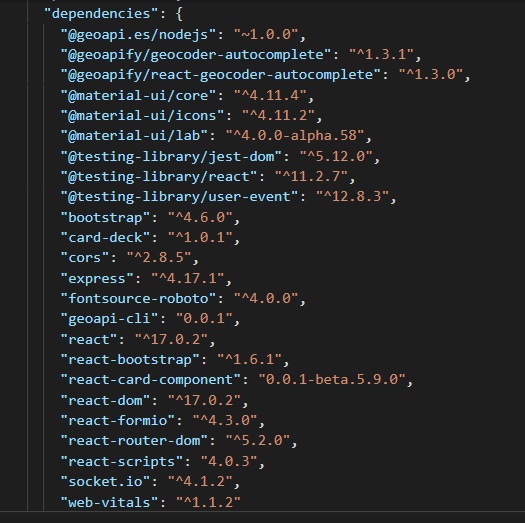 "dependencies": {
"@geoapi.es/nodejs": "~1.0.0",
"@geoapify/geocoder-autocomplete": "^1.3.1",
"@geoapify/react-geocoder-autocomplete": "^1.3.0",
"@material-ui/core": "^4.11.4",
"@material-ui/icons": "^4.11.2",
"@material-ui/lab": "^4.0.0-alpha.58",
"@testing-library/jest-dom": "^5.12.0",
"@testing-library/react": "^11.2.7",
"@testing-library/user-event": "^12.8.3",
"bootstrap": "^4.6.0",
"card-deck": "^1.0.1",
"cors": "^2.8.5",
"express": "^4.17.1",
"fontsource-roboto": "^4.0.0",
"geoapi-cli": "0.0.1",
"react": "^17.0.2",
"react-bootstrap": "^1.6.1",
"react-card-component": "0.0.1-beta.5.9.0",
"react-dom": "^17.0.2",
"react-formio": "^4.3.0",
"react-router-dom": "^5.2.0",
"react-scripts": "4.0.3",
"socket.io": "^4.1.2",
"web-vitals": "^1.1.2"